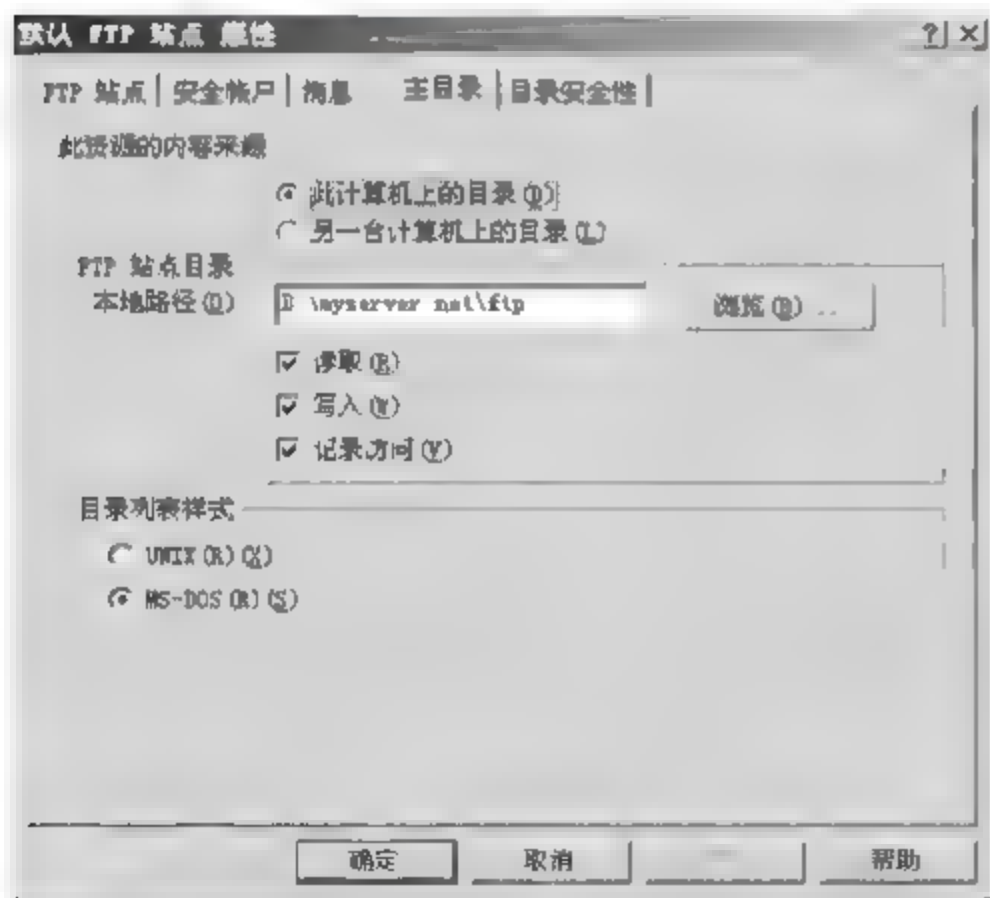 默认 FTP 站点 属性
FTP 站点 安全帐户 消息 主目录 目录安全性
此资源的内容来源
此计算机上的目录(D)
另一台计算机上的目录(L)
FTP 站点目录
本地路径(O) D \myserver net\ftp 浏览(B) ..
读取(R)
写入(W)
记录访问(V)
目录列表样式
UNIX(R)(X)
MS-DOS(R)(S)
确定 取消 帮助